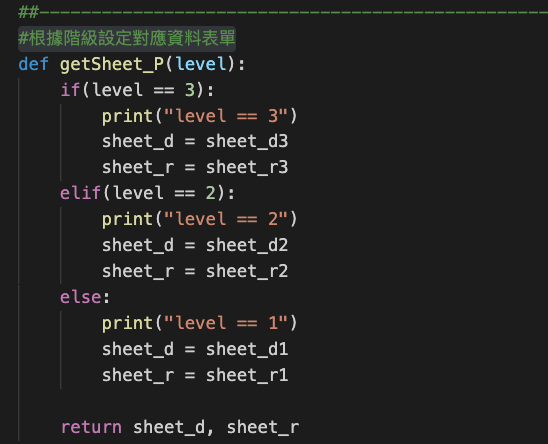 ##--------------------------------------------------
#根據階級設定對應資料表單
def getSheet_P(level):
    if(level == 3):
        print("level == 3")
        sheet_d = sheet_d3
        sheet_r = sheet_r3
    elif(level == 2):
        print("level == 2")
        sheet_d = sheet_d2
        sheet_r = sheet_r2
    else:
        print("level == 1")
        sheet_d = sheet_d1
        sheet_r = sheet_r1

    return sheet_d, sheet_r